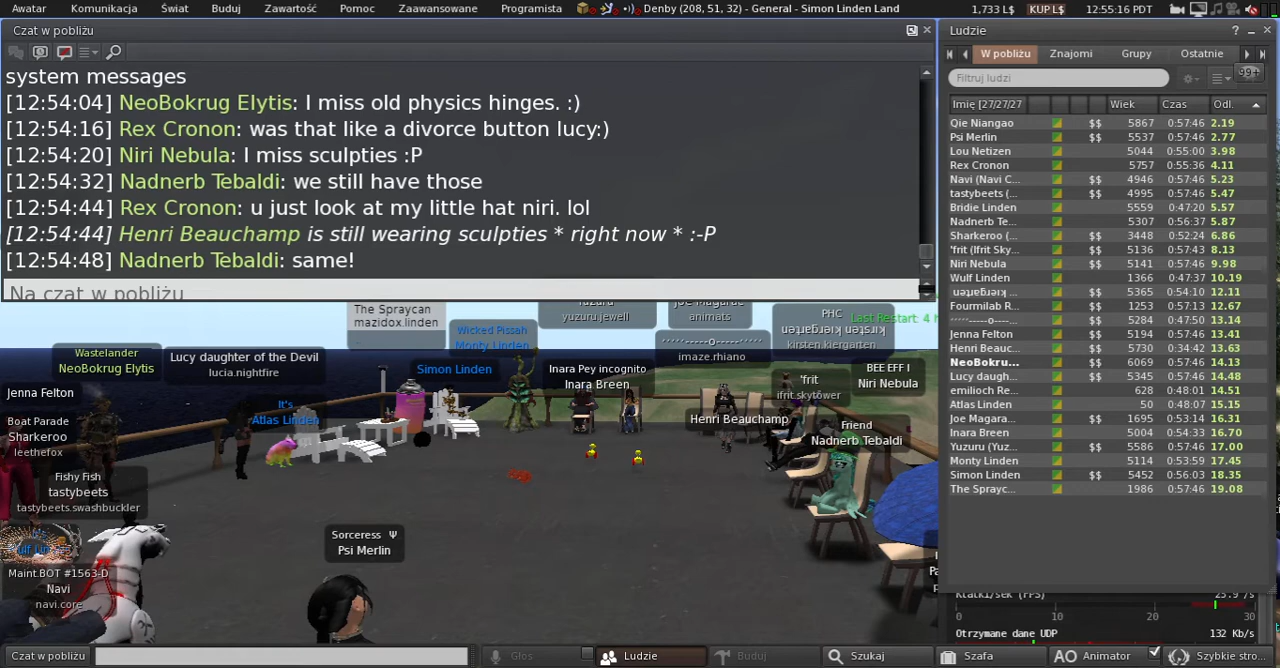 Awatar Komunikacja Świat Buduj Zawartość Pomoc Zaawansowane Programista Denby (208, 51, 32) - General - Simon Linden Land 1,733 L$ KUP L$ 12:55:16 PDT
Czat w pobliżu
system messages
[12:54:04] NeoBokrug Elytis: I miss old physics hinges. :)
[12:54:16] Rex Cronon: was that like a divorce button lucy:)
[12:54:20] Niri Nebula: I miss sculpties :P
[12:54:32] Nadnerb Tebaldi: we still have those
[12:54:44] Rex Cronon: u just look at my little hat niri. lol
[12:54:44] Henri Beauchamp is still wearing sculpties * right now * :-P
[12:54:48] Nadnerb Tebaldi: same!
Na czat w pobliżu
The Spraycan
mazidox.linden
Yuzuru
yuzuru.jewell
Joe Magarac
animats
PHC
kirsten.kiergarten
Last Restart: 4 h
Wicked Pissah
Monty Linden
^^^^^-----o----
imaze.rhiano
Wastelander
NeoBokrug Elytis
Lucy daughter of the Devil
lucia.nightfire
Simon Linden
Inara Pey incognito
Inara Breen
'frit
ifrit.skytower
BEE EFF I
Niri Nebula
Jenna Felton
It's
Atlas Linden
Henri Beauchamp
Boat Parade
Sharkeroo
leethefox
Friend
Nadnerb Tebaldi
Fishy Fish
tastybeets
tastybeets.swashbuckler
Sorceress Ψ
Psi Merlin
Maint.BOT #1563-D
Navi
navi.core
Ludzie
W pobliżu Znajomi Grupy Ostatnie
99+
Filtruj ludzi
Imię [27/27/27 Wiek Czas Odl.
Qie Niangao 5867 0:57:46 2.19
Psi Merlin $$ 5537 0:57:46 2.77
Lou Netizen 5044 0:55:00 3.98
Rex Cronon 5757 0:55:36 4.11
Navi (Navi C... $$ 4946 0:57:46 5.23
tastybeets (... $$ 4995 0:57:46 5.47
Bridie Linden 5559 0:47:20 5.57
Nadnerb Te... 5307 0:56:37 5.87
Sharkeroo (... $$ 3448 0:52:24 6.86
'frit (Ifrit Sky... $$ 5136 0:57:43 8.13
Niri Nebula $$ 5141 0:57:46 9.98
Wulf Linden 1366 0:47:37 10.19
$$ 5365 0:54:10 12.11
Fourmilab R... $$ 1253 0:57:13 12.67
$$ 5284 0:47:50 13.14
Jenna Felton $$ 5194 0:57:46 13.41
Henri Beauc... $$ 5730 0:34:42 13.63
NeoBokru... $$ 6069 0:57:46 14.13
Lucy daugh... $$ 5345 0:57:46 14.48
emilioch Re... 628 0:48:01 14.51
Atlas Linden 50 0:48:07 15.15
Joe Magara... $$ 1695 0:53:14 16.31
Inara Breen 5004 0:54:33 16.70
Yuzuru (Yuz... $$ 5586 0:57:46 17.00
Monty Linden 5114 0:53:59 17.45
Simon Linden $$ 5452 0:56:03 18.35
The Sprayc... 1986 0:57:46 19.08
Klatki/sek (FPS) 25.9 /s
0 10 20 30
Otrzymane dane UDP 132 Kb/s
Czat w pobliżu Głos Ludzie Buduj Szukaj Szafa AO Animator Szybkie stro...